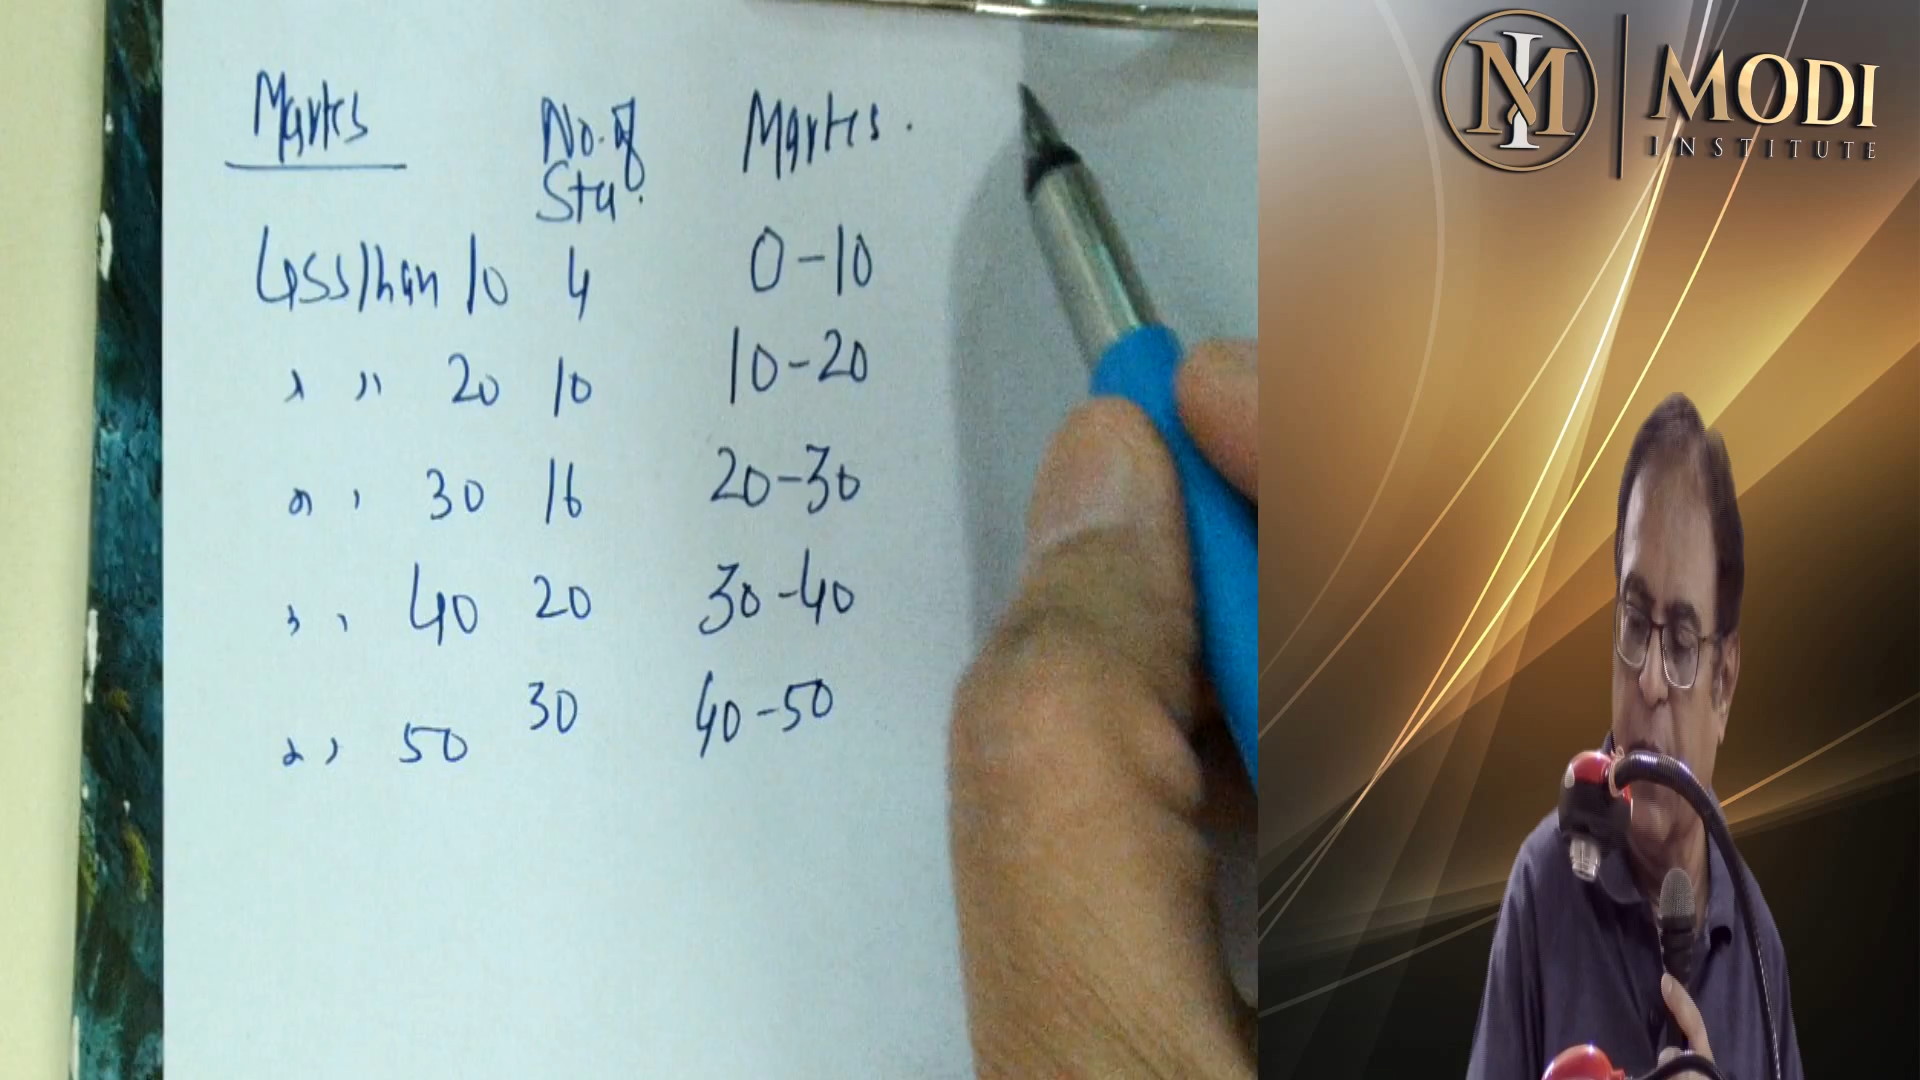 Marks No. of Stu. Marks.
Less than 10 4 0-10
" " 20 10 10-20
" " 30 16 20-30
" " 40 20 30-40
" " 50 30 40-50
MI MODI
INSTITUTE